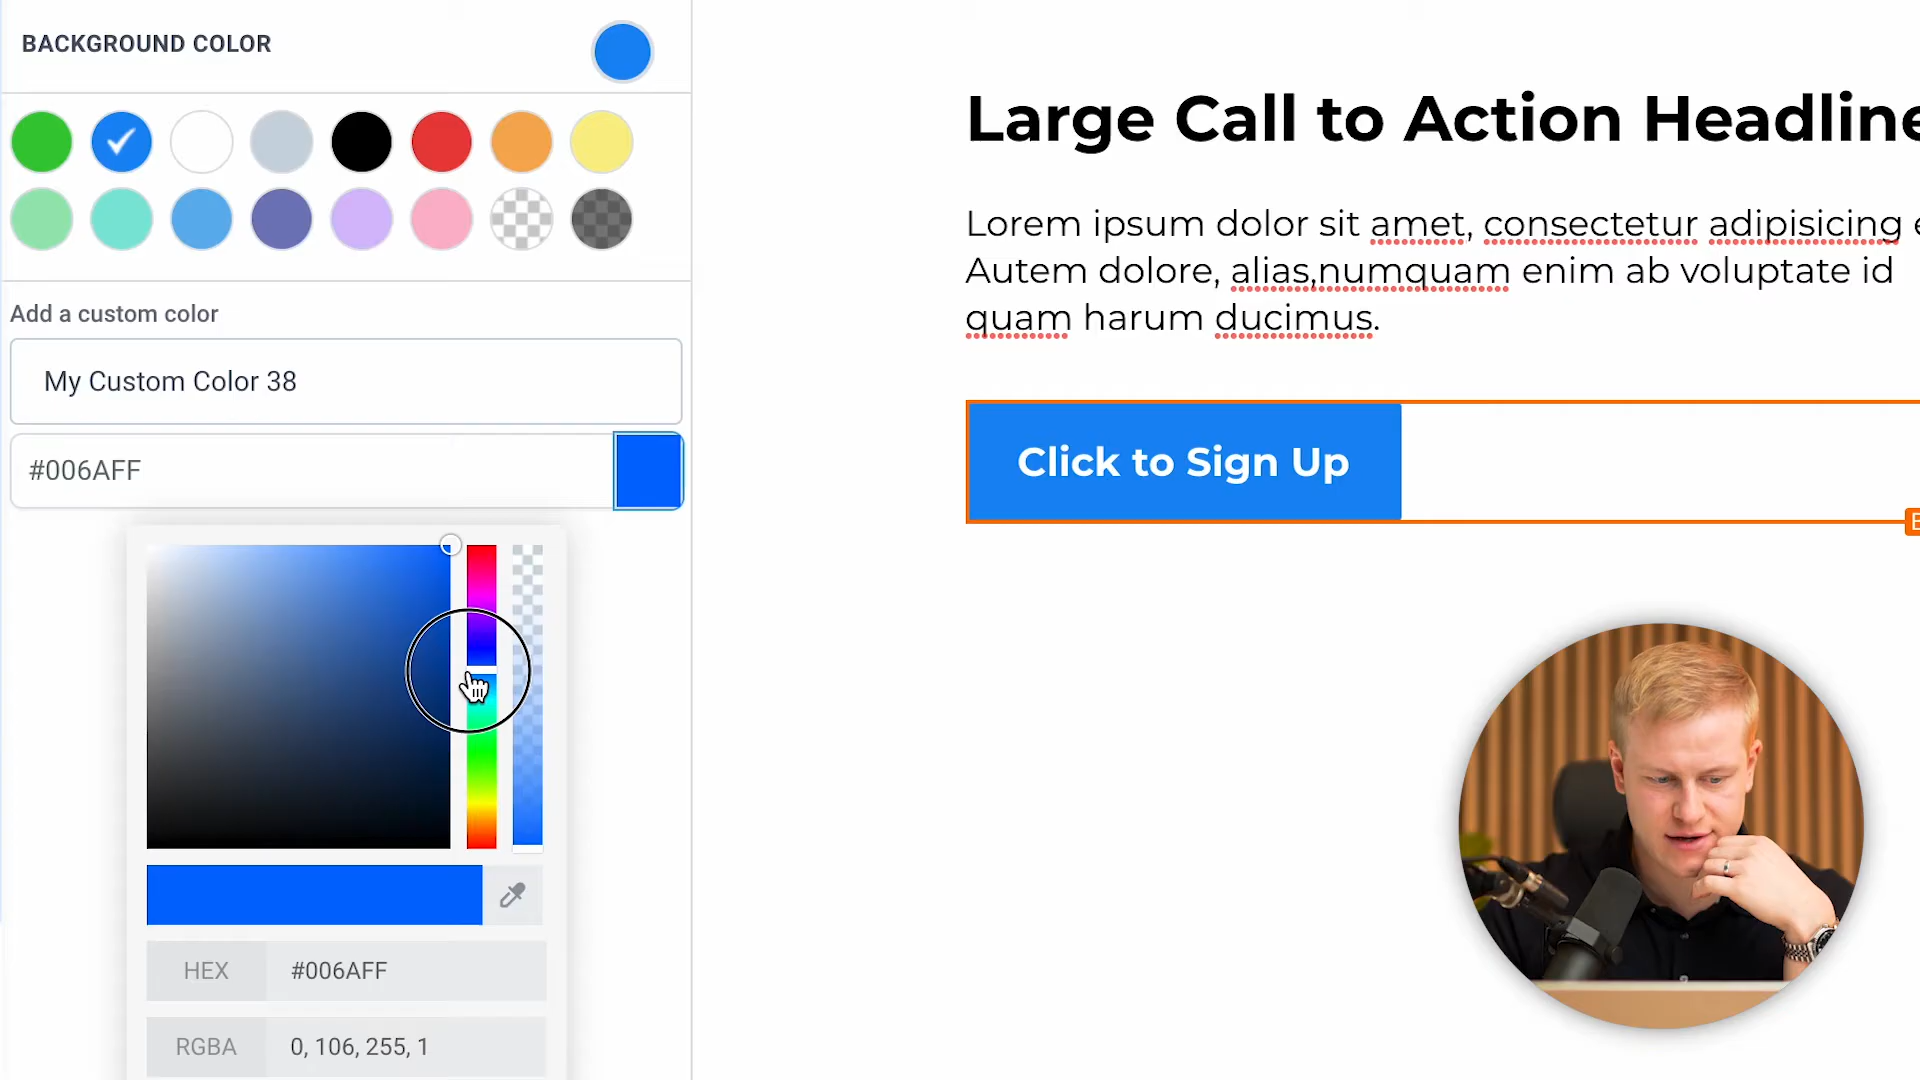 BACKGROUND COLOR
Add a custom color
My Custom Color 38
#006AFF
HEX #006AFF
RGBA 0, 106, 255, 1
Large Call to Action Headline
Lorem ipsum dolor sit amet, consectetur adipisicing e
Autem dolore, alias,numquam enim ab voluptate id
quam harum ducimus.
Click to Sign Up